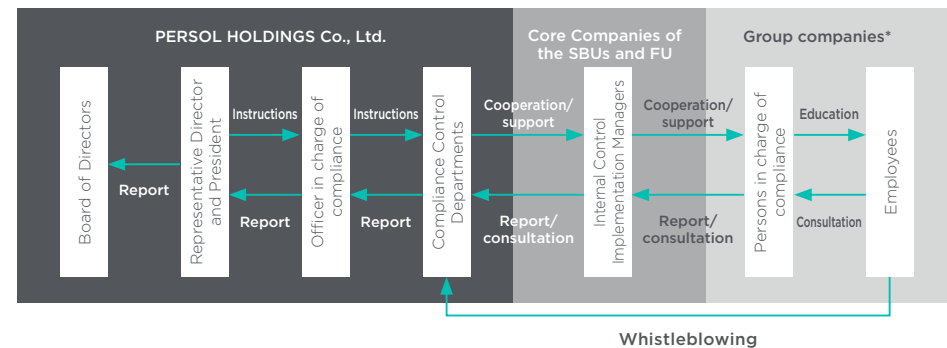 PERSOL HOLDINGS Co., Ltd.
Core Companies of
the SBUs and FU
Group companies*
Board of Directors
Report
Representative Director
and President
Instructions
Report
Officer in charge of
compliance
Instructions
Report
Compliance Control
Departments
Cooperation/
support
Report/
consultation
Internal Control
Implementation Managers
Cooperation/
support
Report/
consultation
Persons in charge of
compliance
Education
Consultation
Employees
Whistleblowing